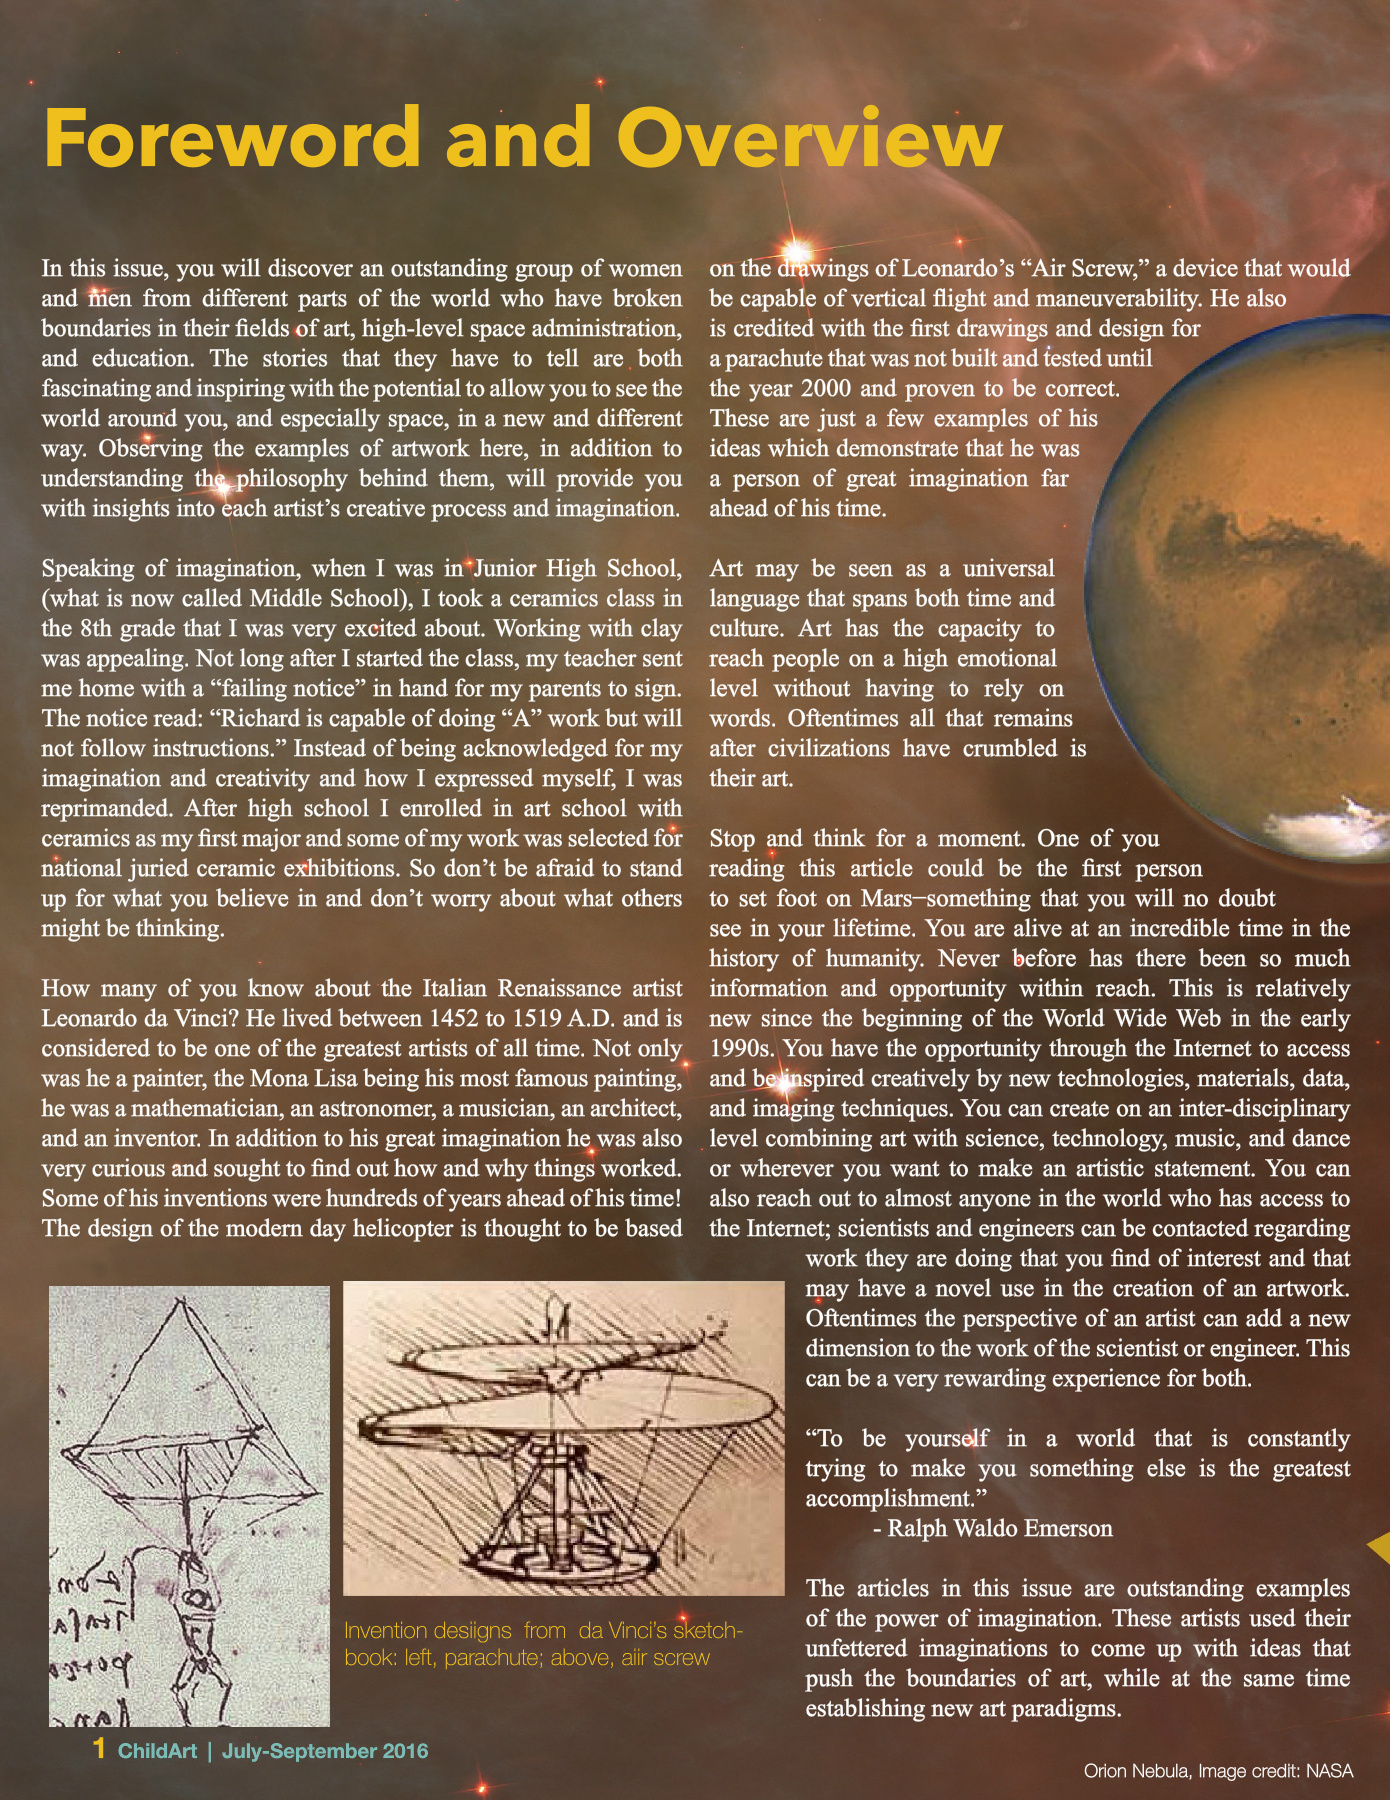 Foreword and Overview
In this issue, you will discover an outstanding group of women
and men from different parts of the world who have broken
boundaries in their fields of art, high-level space administration,
and education. The stories that they have to tell are both
fascinating and inspiring with the potential to allow you to see the
world around you, and especially space, in a new and different
way. Observing the examples of artwork here, in addition to
understanding the philosophy behind them, will provide you
with insights into each artist’s creative process and imagination.
Speaking of imagination, when I was in Junior High School,
(what is now called Middle School), I took a ceramics class in
the 8th grade that I was very excited about. Working with clay
was appealing. Not long after I started the class, my teacher sent
me home with a “failing notice” in hand for my parents to sign.
The notice read: “Richard is capable of doing “A” work but will
not follow instructions.” Instead of being acknowledged for my
imagination and creativity and how I expressed myself, I was
reprimanded. After high school I enrolled in art school with
ceramics as my first major and some of my work was selected for
national juried ceramic exhibitions. So don’t be afraid to stand
up for what you believe in and don’t worry about what others
might be thinking.
How many of you know about the Italian Renaissance artist
Leonardo da Vinci? He lived between 1452 to 1519 A.D. and is
considered to be one of the greatest artists of all time. Not only
was he a painter, the Mona Lisa being his most famous painting,
he was a mathematician, an astronomer, a musician, an architect,
and an inventor. In addition to his great imagination he was also
very curious and sought to find out how and why things worked.
Some of his inventions were hundreds of years ahead of his time!
The design of the modern day helicopter is thought to be based
on the drawings of Leonardo’s “Air Screw,” a device that would
be capable of vertical flight and maneuverability. He also
is credited with the first drawings and design for
a parachute that was not built and tested until
the year 2000 and proven to be correct.
These are just a few examples of his
ideas which demonstrate that he was
a person of great imagination far
ahead of his time.
Art may be seen as a universal
language that spans both time and
culture. Art has the capacity to
reach people on a high emotional
level without having to rely on
words. Oftentimes all that remains
after civilizations have crumbled is
their art.
Stop and think for a moment. One of you
reading this article could be the first person
to set foot on Mars−something that you will no doubt
see in your lifetime. You are alive at an incredible time in the
history of humanity. Never before has there been so much
information and opportunity within reach. This is relatively
new since the beginning of the World Wide Web in the early
1990s. You have the opportunity through the Internet to access
and be inspired creatively by new technologies, materials, data,
and imaging techniques. You can create on an inter-disciplinary
level combining art with science, technology, music, and dance
or wherever you want to make an artistic statement. You can
also reach out to almost anyone in the world who has access to
the Internet; scientists and engineers can be contacted regarding
work they are doing that you find of interest and that
may have a novel use in the creation of an artwork.
Oftentimes the perspective of an artist can add a new
dimension to the work of the scientist or engineer. This
can be a very rewarding experience for both.
“To be yourself in a world that is constantly
trying to make you something else is the greatest
accomplishment.”
- Ralph Waldo Emerson
The articles in this issue are outstanding examples
of the power of imagination. These artists used their
unfettered imaginations to come up with ideas that
push the boundaries of art, while at the same time
establishing new art paradigms.
Invention desiigns from da Vinci’s sketch-
book: left, parachute; above, aiir screw
1 ChildArt | July-September 2016
Orion Nebula, Image credit: NASA